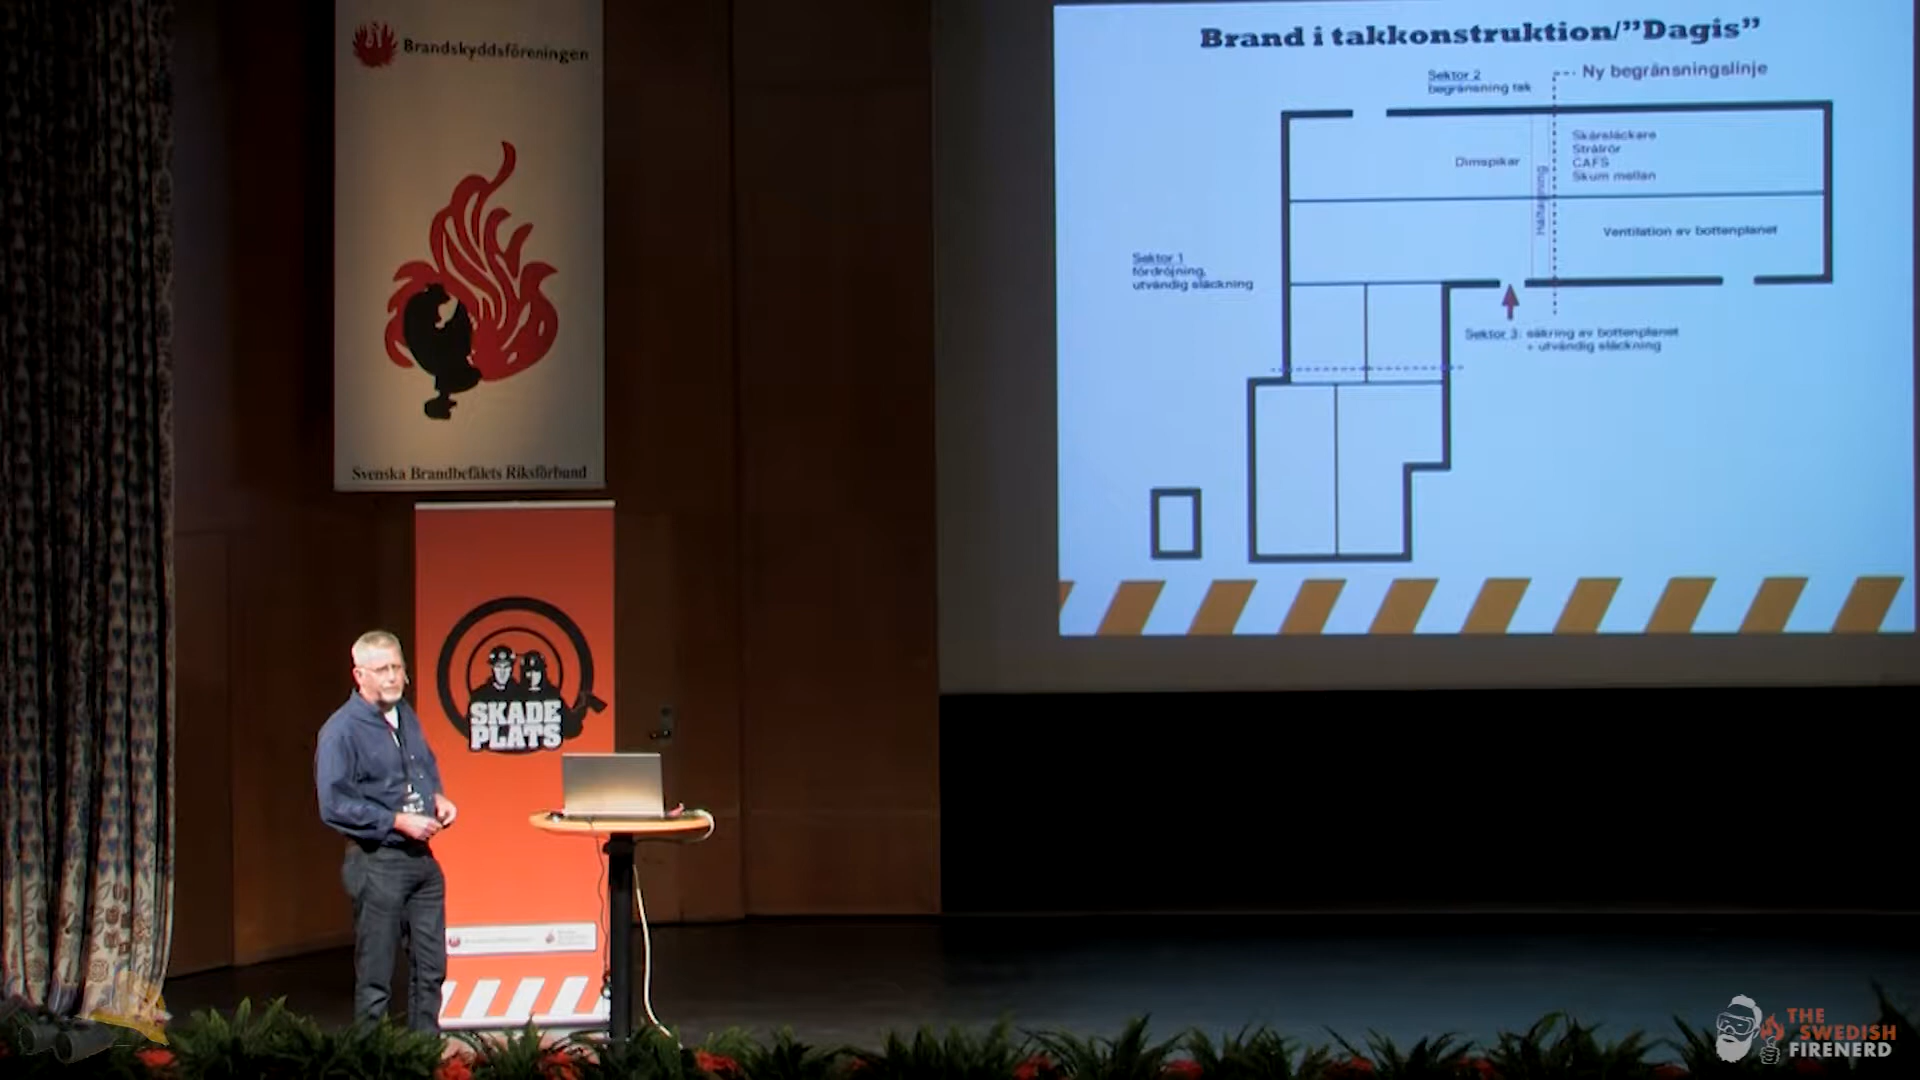 Brandskyddsföreningen
Svenska Brandbefälets Riksförbund
SKADE
PLATS
Brand i takkonstruktion/”Dagis”
Sektor 2
begränsning tak
Ny begränsningslinje
Dimspikar
Håltagning
Skärsläckare
Strålrör
CAFS
Skum mellan
Ventilation av bottenplanet
Sektor 1
fördröjning,
utvändig släckning
Sektor 3: säkring av bottenplanet
+ utvändig släckning
THE
SWEDISH
FIRENERD